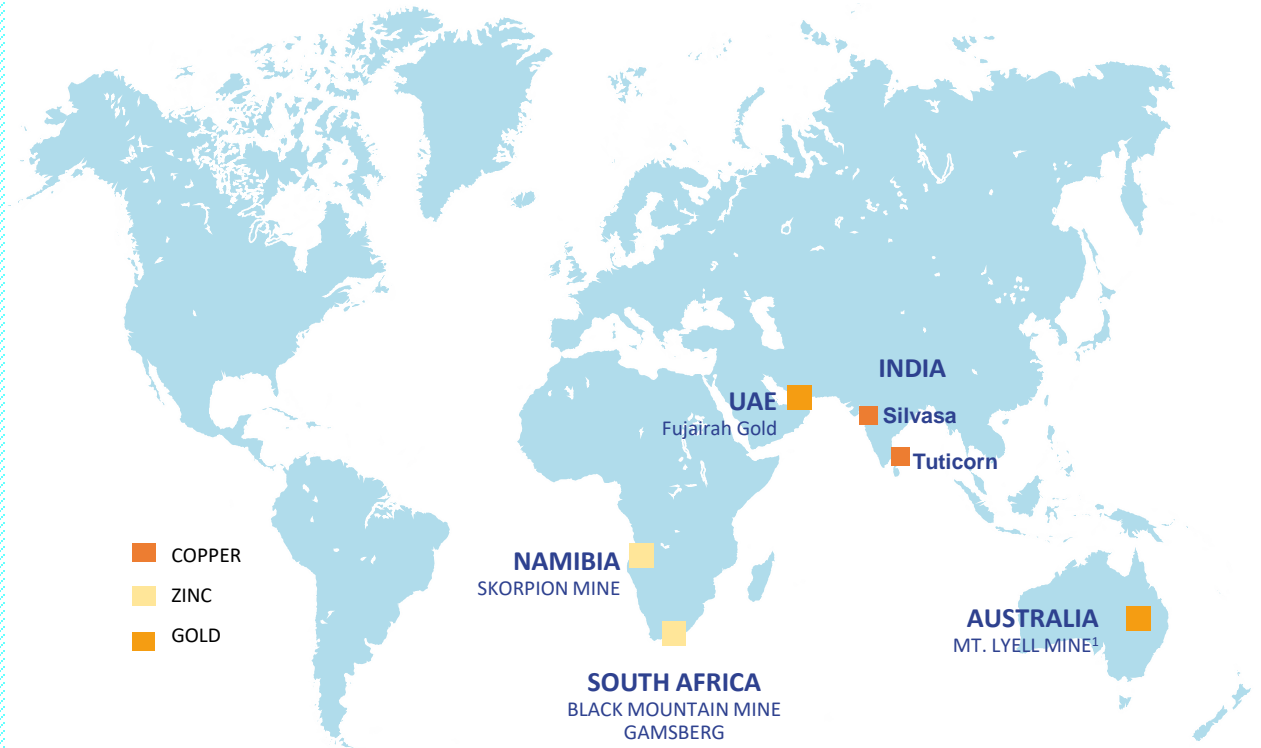 INDIA
UAE
Fujairah Gold
Silvasa
Tuticorn
COPPER
ZINC
GOLD
NAMIBIA
SKORPION MINE
SOUTH AFRICA
BLACK MOUNTAIN MINE
GAMSBERG
AUSTRALIA
MT. LYELL MINE¹